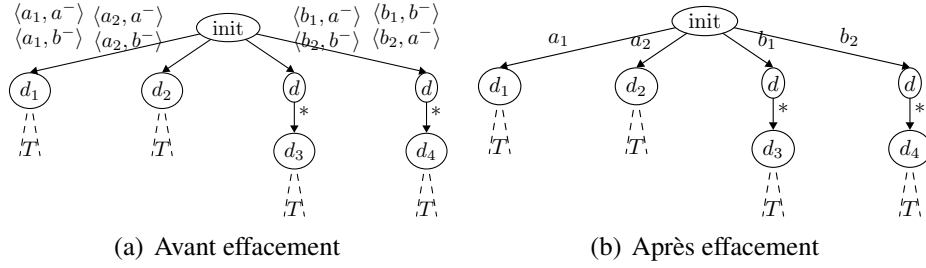 ⟨a₁, a⁻⟩ ⟨a₂, a⁻⟩ init ⟨b₁, a⁻⟩ ⟨b₁, b⁻⟩
⟨a₁, b⁻⟩ ⟨a₂, b⁻⟩ ⟨b₂, b⁻⟩ ⟨b₂, a⁻⟩
d₁ d₂ d d
* *
T T d₃ d₄
T T
(a) Avant effacement
init
a₁ a₂ b₁ b₂
d₁ d₂ d d
* *
T T d₃ d₄
T T
(b) Après effacement